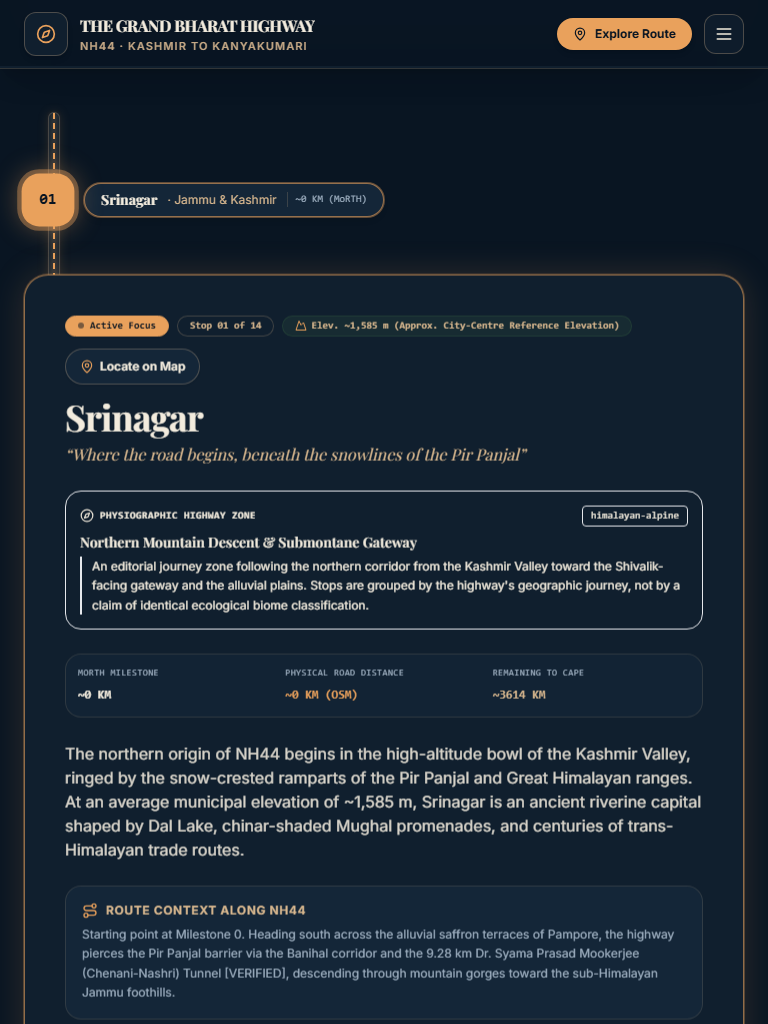 THE GRAND BHARAT HIGHWAY
NH44 · KASHMIR TO KANYAKUMARI
Explore Route
01
Srinagar · Jammu & Kashmir ~0 KM (MoRTH)
Active Focus
Stop 01 of 14
Elev. ~1,585 m (Approx. City-Centre Reference Elevation)
Locate on Map
Srinagar
“Where the road begins, beneath the snowlines of the Pir Panjal”
PHYSIOGRAPHIC HIGHWAY ZONE
himalayan-alpine
Northern Mountain Descent & Submontane Gateway
An editorial journey zone following the northern corridor from the Kashmir Valley toward the Shivalik-
facing gateway and the alluvial plains. Stops are grouped by the highway's geographic journey, not by a
claim of identical ecological biome classification.
MORTH MILESTONE
~0 KM
PHYSICAL ROAD DISTANCE
~0 KM (OSM)
REMAINING TO CAPE
~3614 KM
The northern origin of NH44 begins in the high-altitude bowl of the Kashmir Valley,
ringed by the snow-crested ramparts of the Pir Panjal and Great Himalayan ranges.
At an average municipal elevation of ~1,585 m, Srinagar is an ancient riverine capital
shaped by Dal Lake, chinar-shaded Mughal promenades, and centuries of trans-
Himalayan trade routes.
ROUTE CONTEXT ALONG NH44
Starting point at Milestone 0. Heading south across the alluvial saffron terraces of Pampore, the highway
pierces the Pir Panjal barrier via the Banihal corridor and the 9.28 km Dr. Syama Prasad Mookerjee
(Chenani-Nashri) Tunnel [VERIFIED], descending through mountain gorges toward the sub-Himalayan
Jammu foothills.